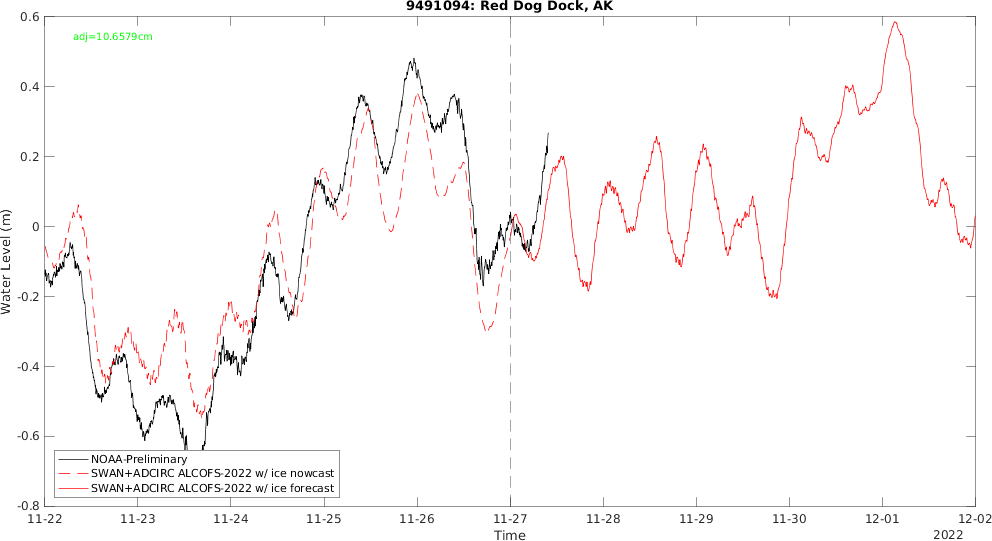 9491094: Red Dog Dock, AK
adj=10.6579cm
0.6
0.4
0.2
0
-0.2
-0.4
-0.6
-0.8
Water Level (m)
NOAA-Preliminary
SWAN+ADCIRC ALCOFS-2022 w/ ice nowcast
SWAN+ADCIRC ALCOFS-2022 w/ ice forecast
11-22 11-23 11-24 11-25 11-26 11-27 11-28 11-29 11-30 12-01 12-02
Time
2022